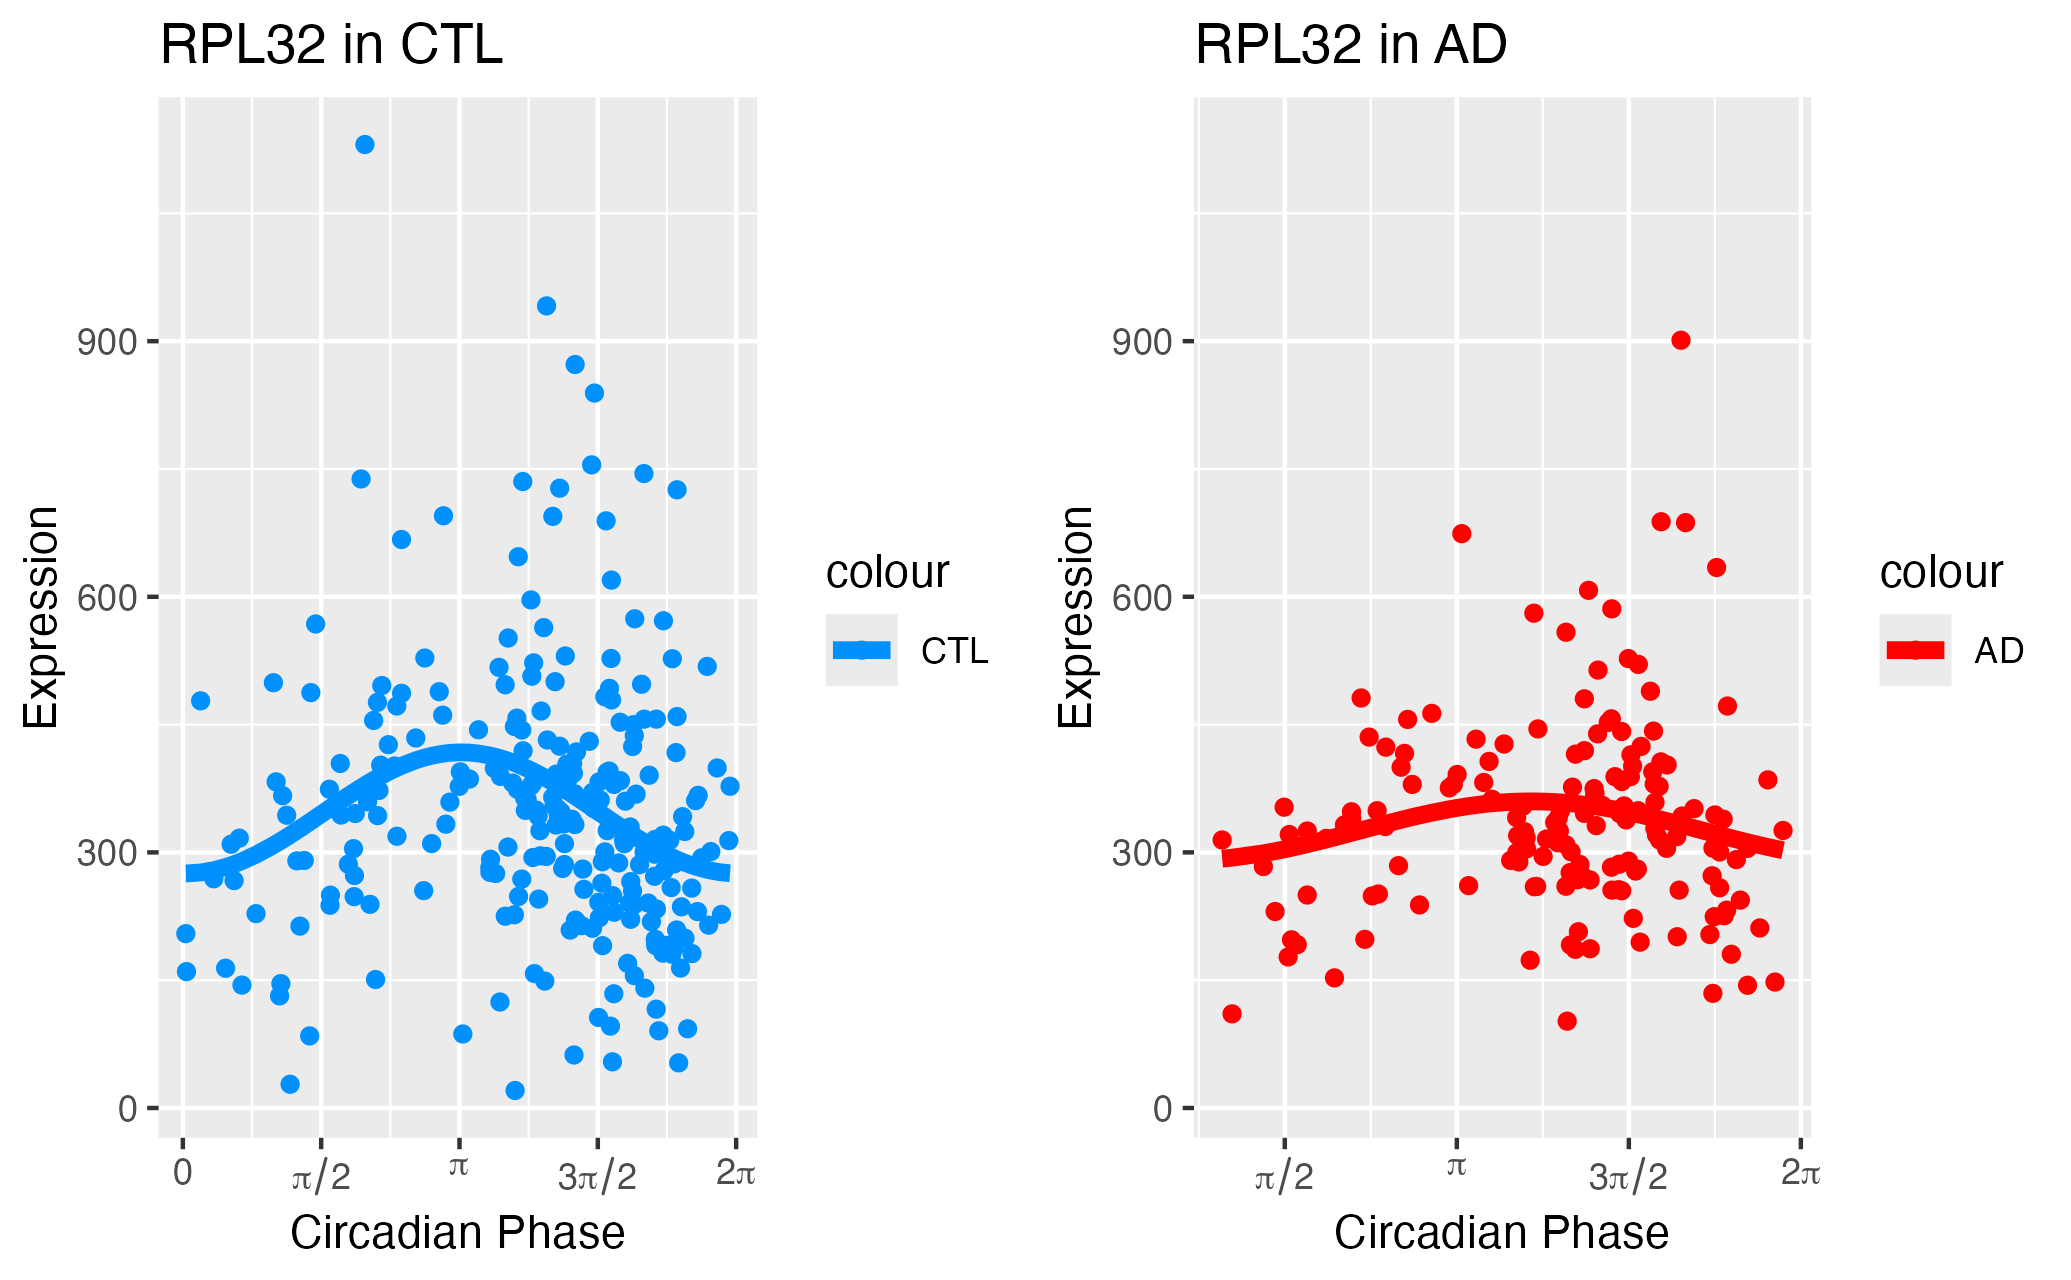 RPL32 in CTL
Expression
900
600
300
0
0 π/2 π 3π/2 2π
Circadian Phase
colour
CTL
RPL32 in AD
Expression
900
600
300
0
π/2 π 3π/2 2π
Circadian Phase
colour
AD